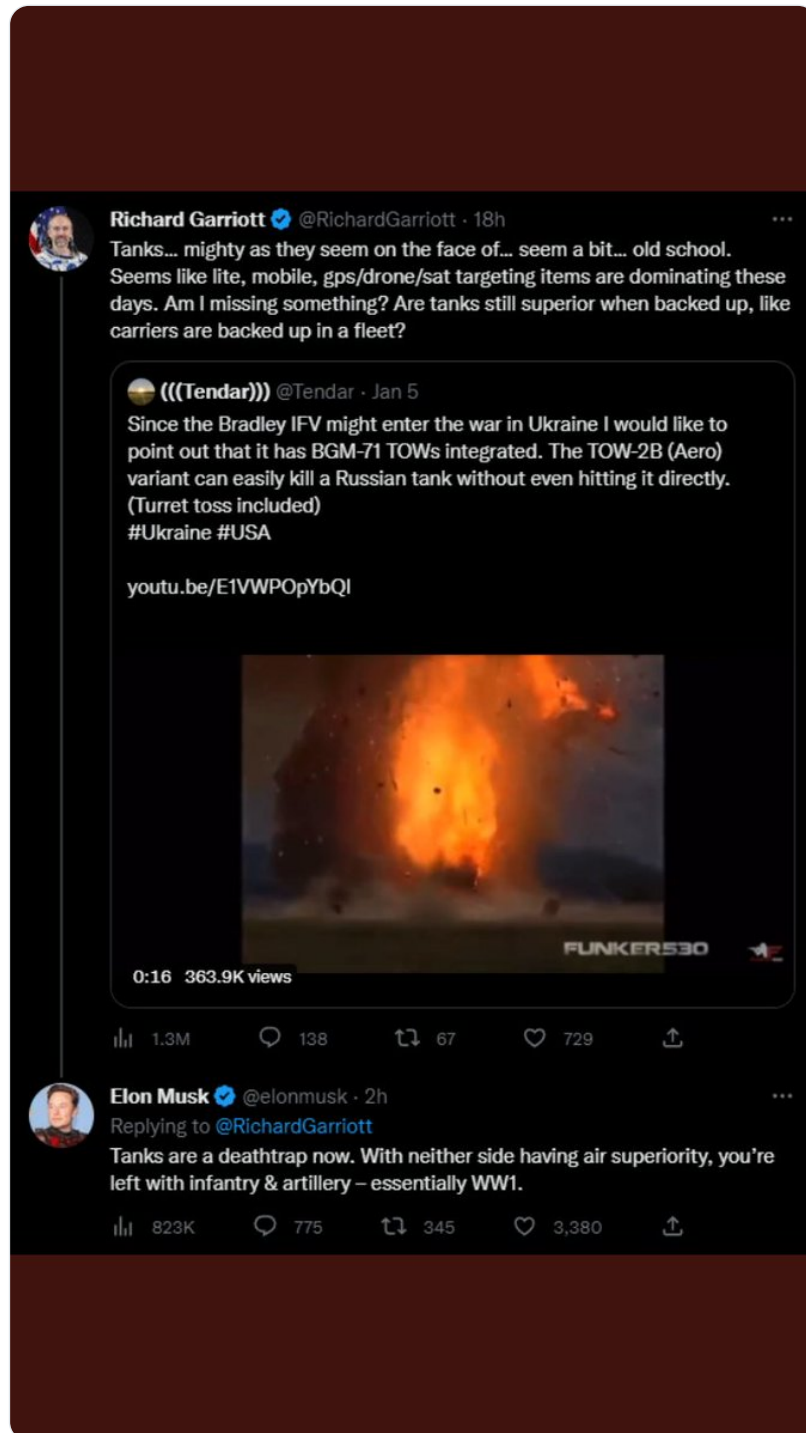 Richard Garriott @RichardGarriott · 18h
Tanks... mighty as they seem on the face of... seem a bit... old school.
Seems like lite, mobile, gps/drone/sat targeting items are dominating these
days. Am I missing something? Are tanks still superior when backed up, like
carriers are backed up in a fleet?
(((Tendar))) @Tendar · Jan 5
Since the Bradley IFV might enter the war in Ukraine I would like to
point out that it has BGM-71 TOWs integrated. The TOW-2B (Aero)
variant can easily kill a Russian tank without even hitting it directly.
(Turret toss included)
#Ukraine #USA
youtu.be/E1VWPOpYbQI
FUNKER530
0:16 363.9K views
1.3M 138 67 729
Elon Musk @elonmusk · 2h
Replying to @RichardGarriott
Tanks are a deathtrap now. With neither side having air superiority, you’re
left with infantry & artillery – essentially WW1.
823K 775 345 3,380